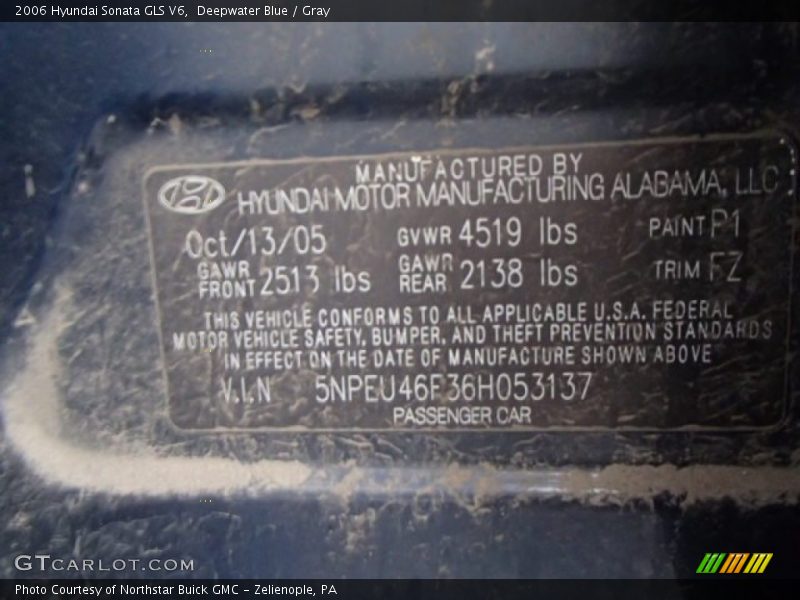 2006 Hyundai Sonata GLS V6, Deepwater Blue / Gray
MANUFACTURED BY
HYUNDAI MOTOR MANUFACTURING ALABAMA, LLC
Oct/13/05 GVWR 4519 lbs PAINT P1
GAWR FRONT 2513 lbs GAWR REAR 2138 lbs TRIM FZ
THIS VEHICLE CONFORMS TO ALL APPLICABLE U.S.A. FEDERAL
MOTOR VEHICLE SAFETY, BUMPER, AND THEFT PREVENTION STANDARDS
IN EFFECT ON THE DATE OF MANUFACTURE SHOWN ABOVE
V.I.N 5NPEU46F36H053137
PASSENGER CAR
GTCARLOT.COM
Photo Courtesy of Northstar Buick GMC - Zelienople, PA